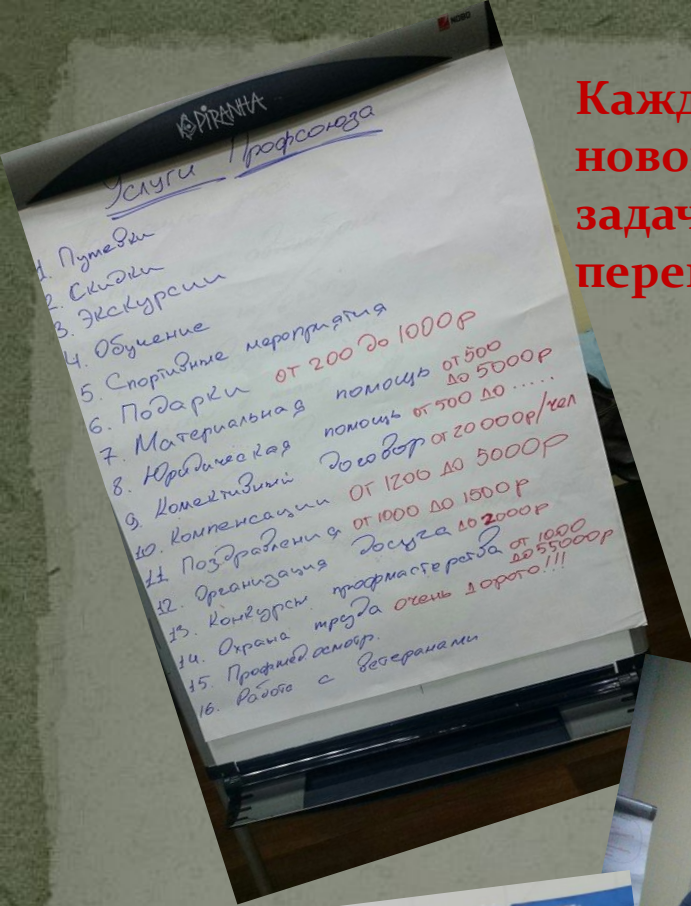 NOBO
PIRANHA
Услуги Профсоюза
1. Путевки
2. Скидки
3. Экскурсии
4. Обучение
5. Спортивные мероприятия
6. Подарки от 200 до 1000р
7. Материальная помощь от 500 до 5000р
8. Юридическая помощь от 500 до .....
9. Коллективный договор от 20000р/чел
10. Компенсации от 1200 до 5000р
11. Поздравления от 1000 до 1500р
12. Организация досуга до 2000р
13. Конкурсы профмастерства от 1000 до 55000р
14. Охрана труда очень дорого!!!
15. Профмедосмотр.
16. Работа с ветеранами
Кажд
ново
задач
пере